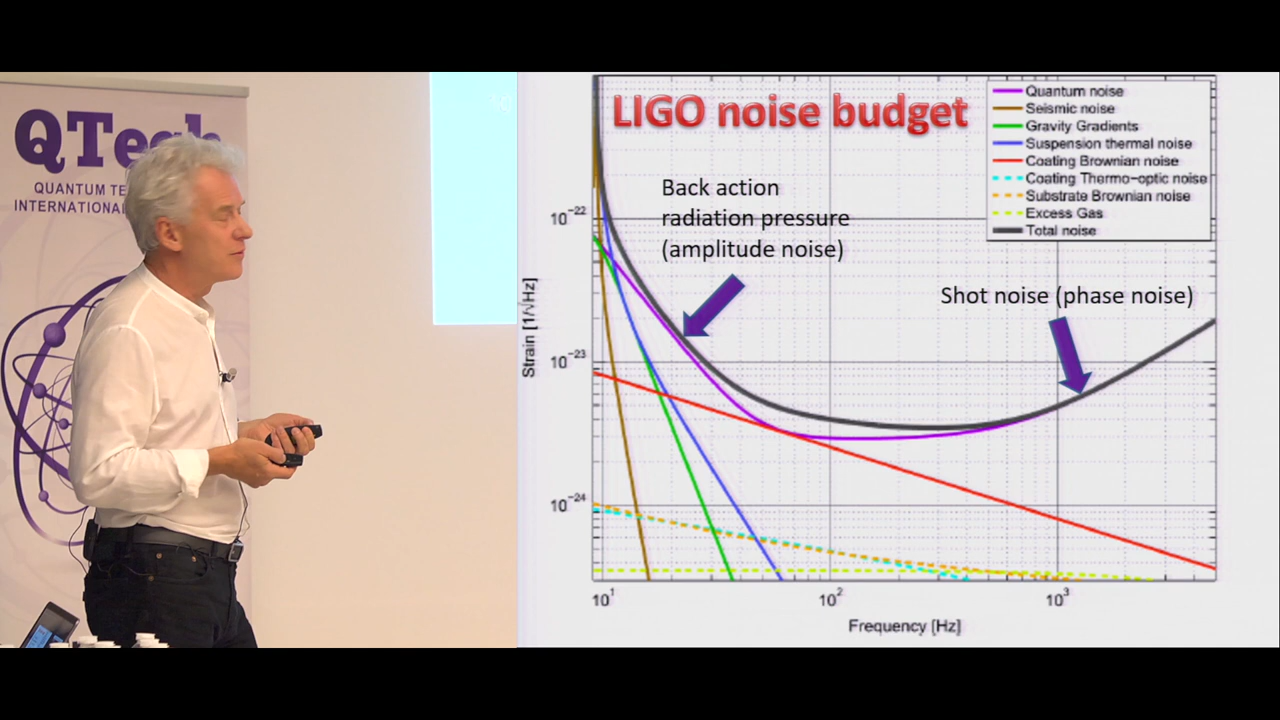 QTech
QUANTUM TE
INTERNATIONAL
LIGO noise budget
Quantum noise
Seismic noise
Gravity Gradients
Suspension thermal noise
Coating Brownian noise
Coating Thermo-optic noise
Substrate Brownian noise
Excess Gas
Total noise
Back action
radiation pressure
(amplitude noise)
Shot noise (phase noise)
Strain [1/√Hz]
10⁻²²
10⁻²³
10⁻²⁴
10¹
10²
10³
Frequency [Hz]